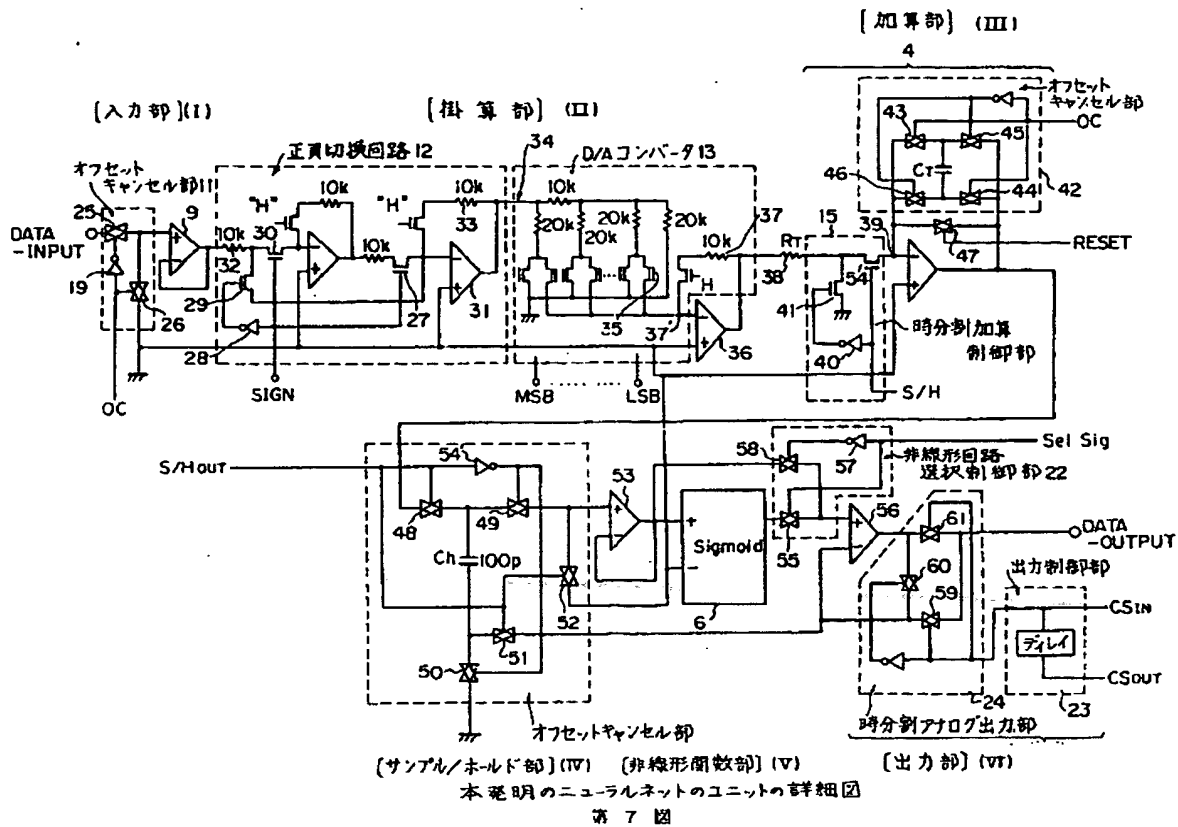 [加算部] (III)
4
オフセット
キャンセル部
43
45
OC
CT
46
44
42
[入力部](I)
[掛算部] (II)
34
正負切換回路12
D/Aコンバータ13
オフセット
キャンセル部11
25
DATA
-INPUT
19
26
OC
9
10k
32
"H"
30
10k
29
28
SIGN
10k
27
"H"
10k
33
31
10k
20k
20k
20k
20k
20k
35
MSB
LSB
10k
37
H
37'
36
RT
38
15
41
40
54
39
47
RESET
時分割加算
制御部
S/H
S/HOUT
54
48
49
Ch
100p
50
51
52
53
Sigmoid
6
58
57
55
Sel Sig
非線形回路
選択制御部22
56
61
60
59
DATA
-OUTPUT
出力制御部
CSIN
ディレイ
CSOUT
24
23
オフセットキャンセル部
時分割アナログ出力部
[サンプル/ホールド部](IV)
[非線形関数部](V)
[出力部](VI)
本発明のニューラルネットのユニットの詳細図
第 7 図